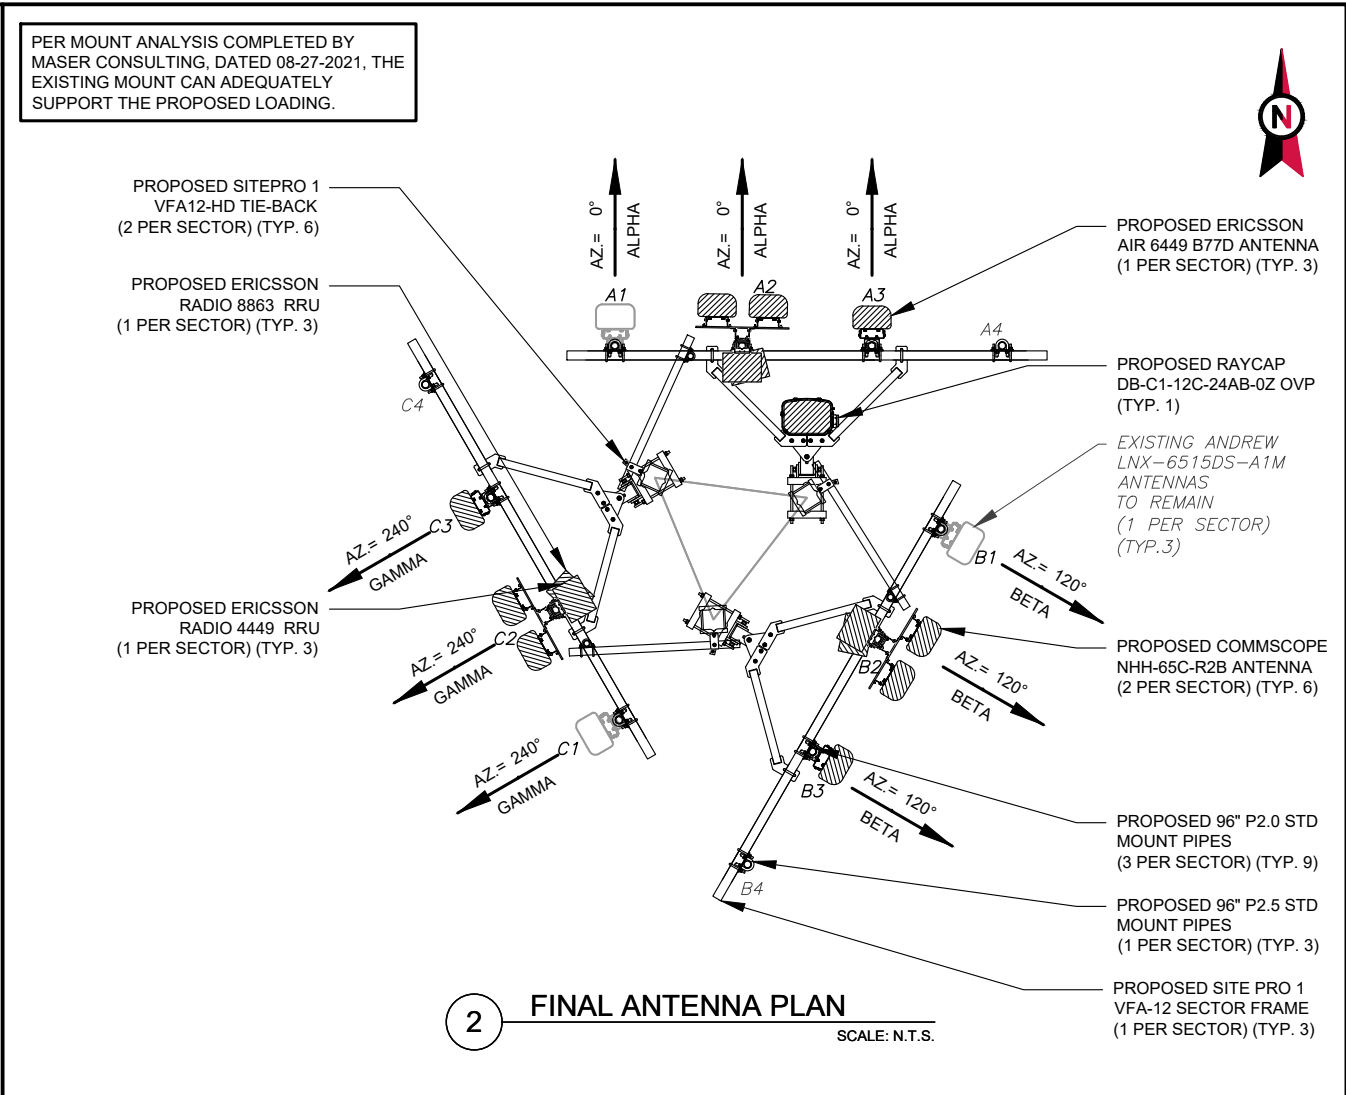 PER MOUNT ANALYSIS COMPLETED BY
MASER CONSULTING, DATED 08-27-2021, THE
EXISTING MOUNT CAN ADEQUATELY
SUPPORT THE PROPOSED LOADING.
N
PROPOSED SITEPRO 1
VFA12-HD TIE-BACK
(2 PER SECTOR) (TYP. 6)
PROPOSED ERICSSON
RADIO 8863 RRU
(1 PER SECTOR) (TYP. 3)
PROPOSED ERICSSON
RADIO 4449 RRU
(1 PER SECTOR) (TYP. 3)
AZ.= 0°
ALPHA
AZ.= 0°
ALPHA
AZ.= 0°
ALPHA
A1
A2
A3
A4
PROPOSED ERICSSON
AIR 6449 B77D ANTENNA
(1 PER SECTOR) (TYP. 3)
PROPOSED RAYCAP
DB-C1-12C-24AB-0Z OVP
(TYP. 1)
EXISTING ANDREW
LNX-6515DS-A1M
ANTENNAS
TO REMAIN
(1 PER SECTOR)
(TYP.3)
PROPOSED COMMSCOPE
NHH-65C-R2B ANTENNA
(2 PER SECTOR) (TYP. 6)
PROPOSED 96" P2.0 STD
MOUNT PIPES
(3 PER SECTOR) (TYP. 9)
PROPOSED 96" P2.5 STD
MOUNT PIPES
(1 PER SECTOR) (TYP. 3)
PROPOSED SITE PRO 1
VFA-12 SECTOR FRAME
(1 PER SECTOR) (TYP. 3)
C4
C3
AZ.= 240°
GAMMA
C2
AZ.= 240°
GAMMA
C1
AZ.= 240°
GAMMA
B1
AZ.= 120°
BETA
B2
AZ.= 120°
BETA
B3
AZ.= 120°
BETA
B4
2
FINAL ANTENNA PLAN
SCALE: N.T.S.